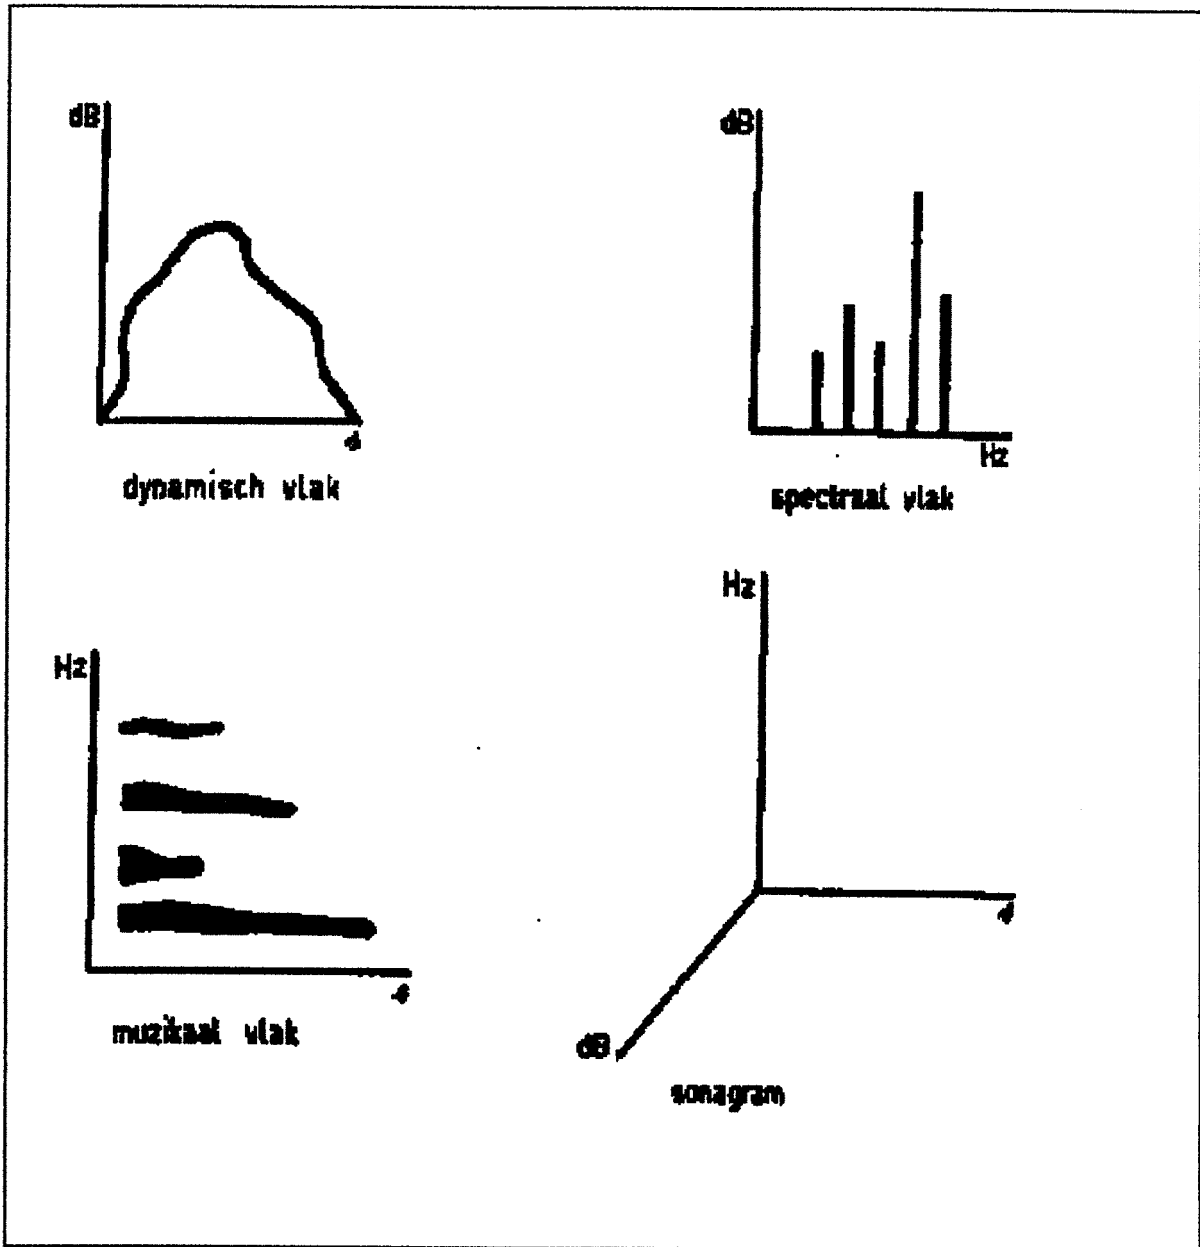 dB
dB
dynamisch vlak
Hz
spectraal vlak
Hz
Hz
muzikaal vlak
dB
sonagram